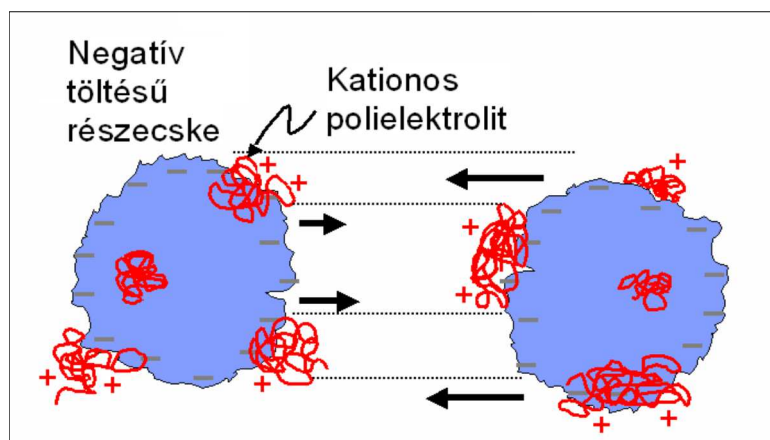 Negatív
töltésű
részecske
Kationos
polielektrolit